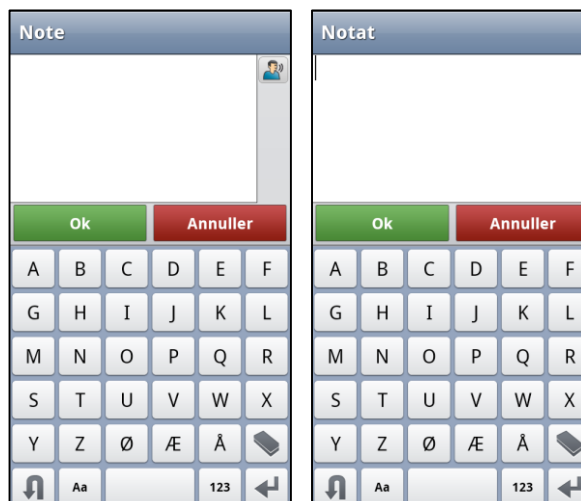 Note
Ok Annuller
A B C D E F
G H I J K L
M N O P Q R
S T U V W X
Y Z Ø Æ Å
Aa 123
Notat
Ok Annuller
A B C D E F
G H I J K L
M N O P Q R
S T U V W X
Y Z Ø Æ Å
Aa 123